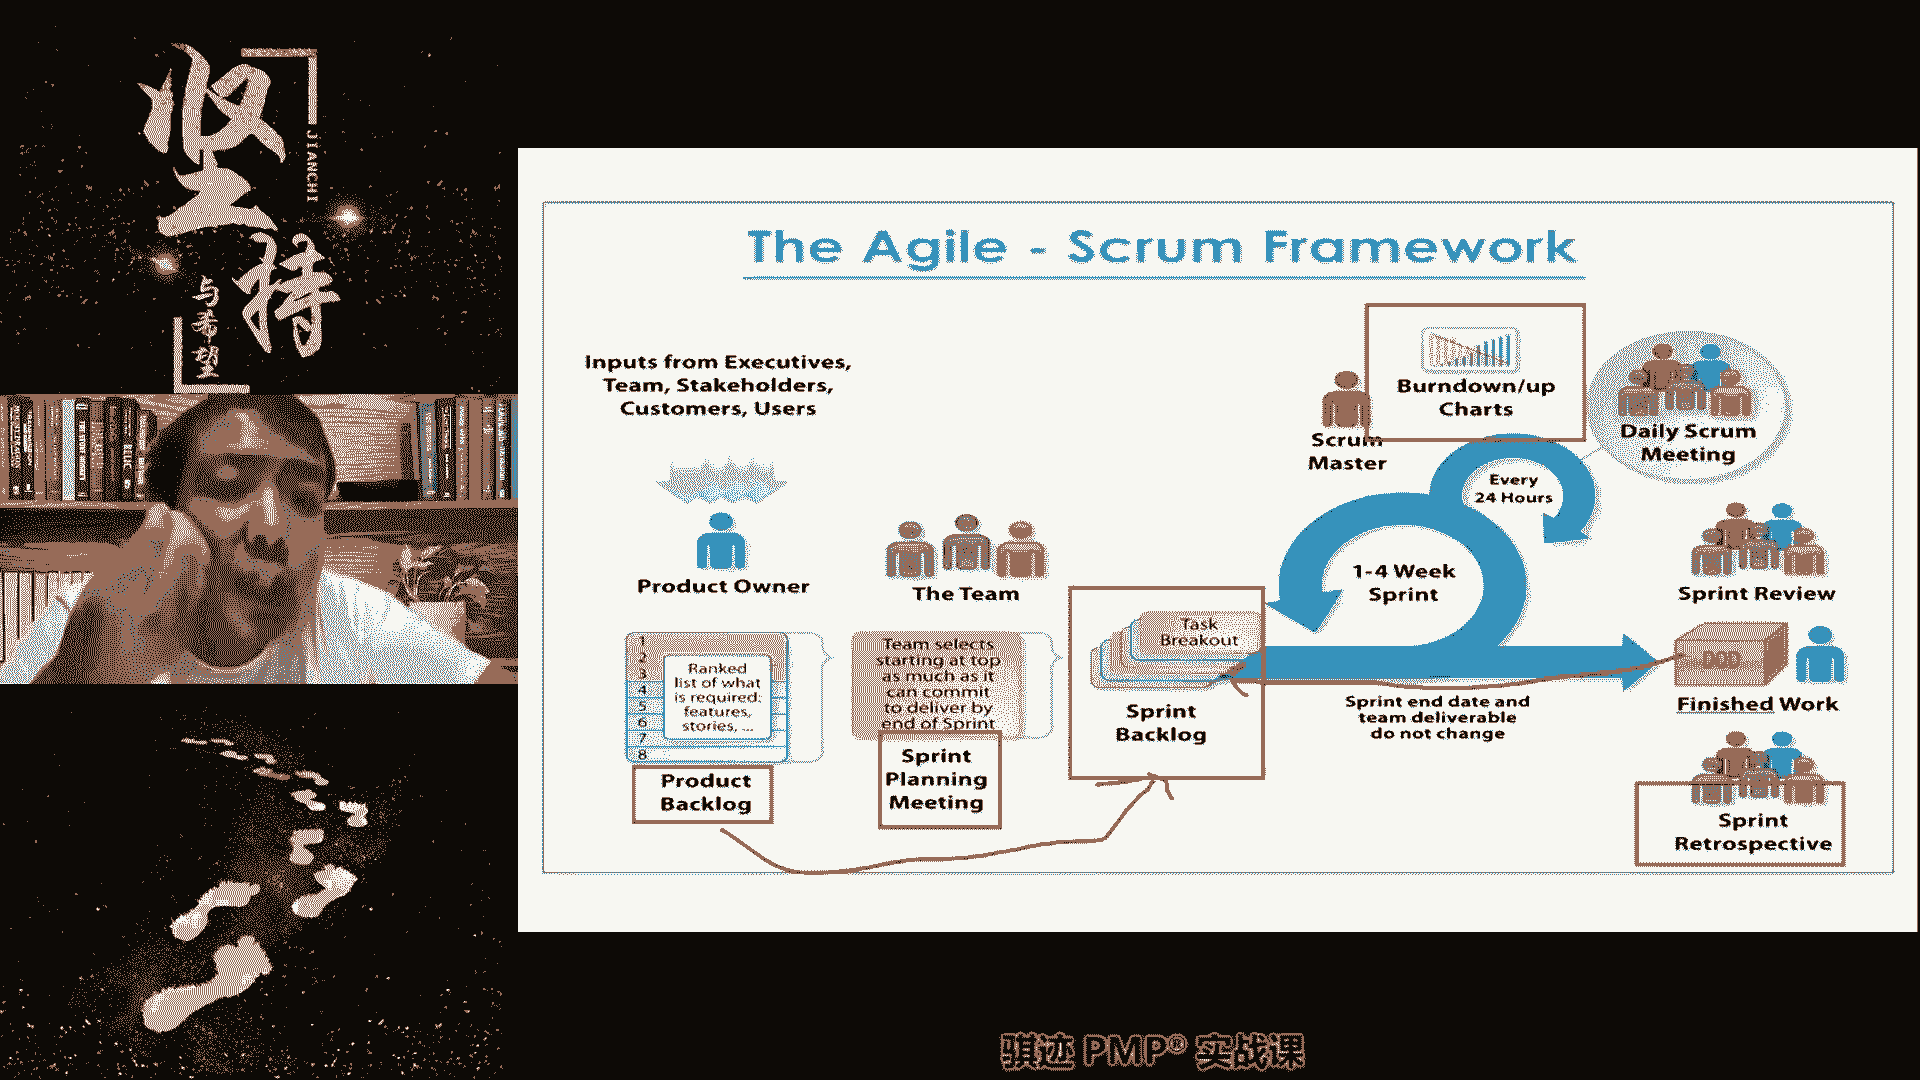 坚持
JIANCHI
与希望
The Agile - Scrum Framework
Inputs from Executives,
Team, Stakeholders,
Customers, Users
Product Owner
The Team
1
2
3
4
5
6
7
8
Ranked
list of what
is required:
features,
stories, ...
Product
Backlog
Team selects
starting at top
as much as it
can commit
to deliver by
end of Sprint
Sprint
Planning
Meeting
Task
Breakout
Sprint
Backlog
Scrum
Master
Burndown/up
Charts
Every
24 Hours
1-4 Week
Sprint
Sprint end date and
team deliverable
do not change
Daily Scrum
Meeting
Sprint Review
DOD
Finished Work
Sprint
Retrospective
骐迹 PMP® 实战课